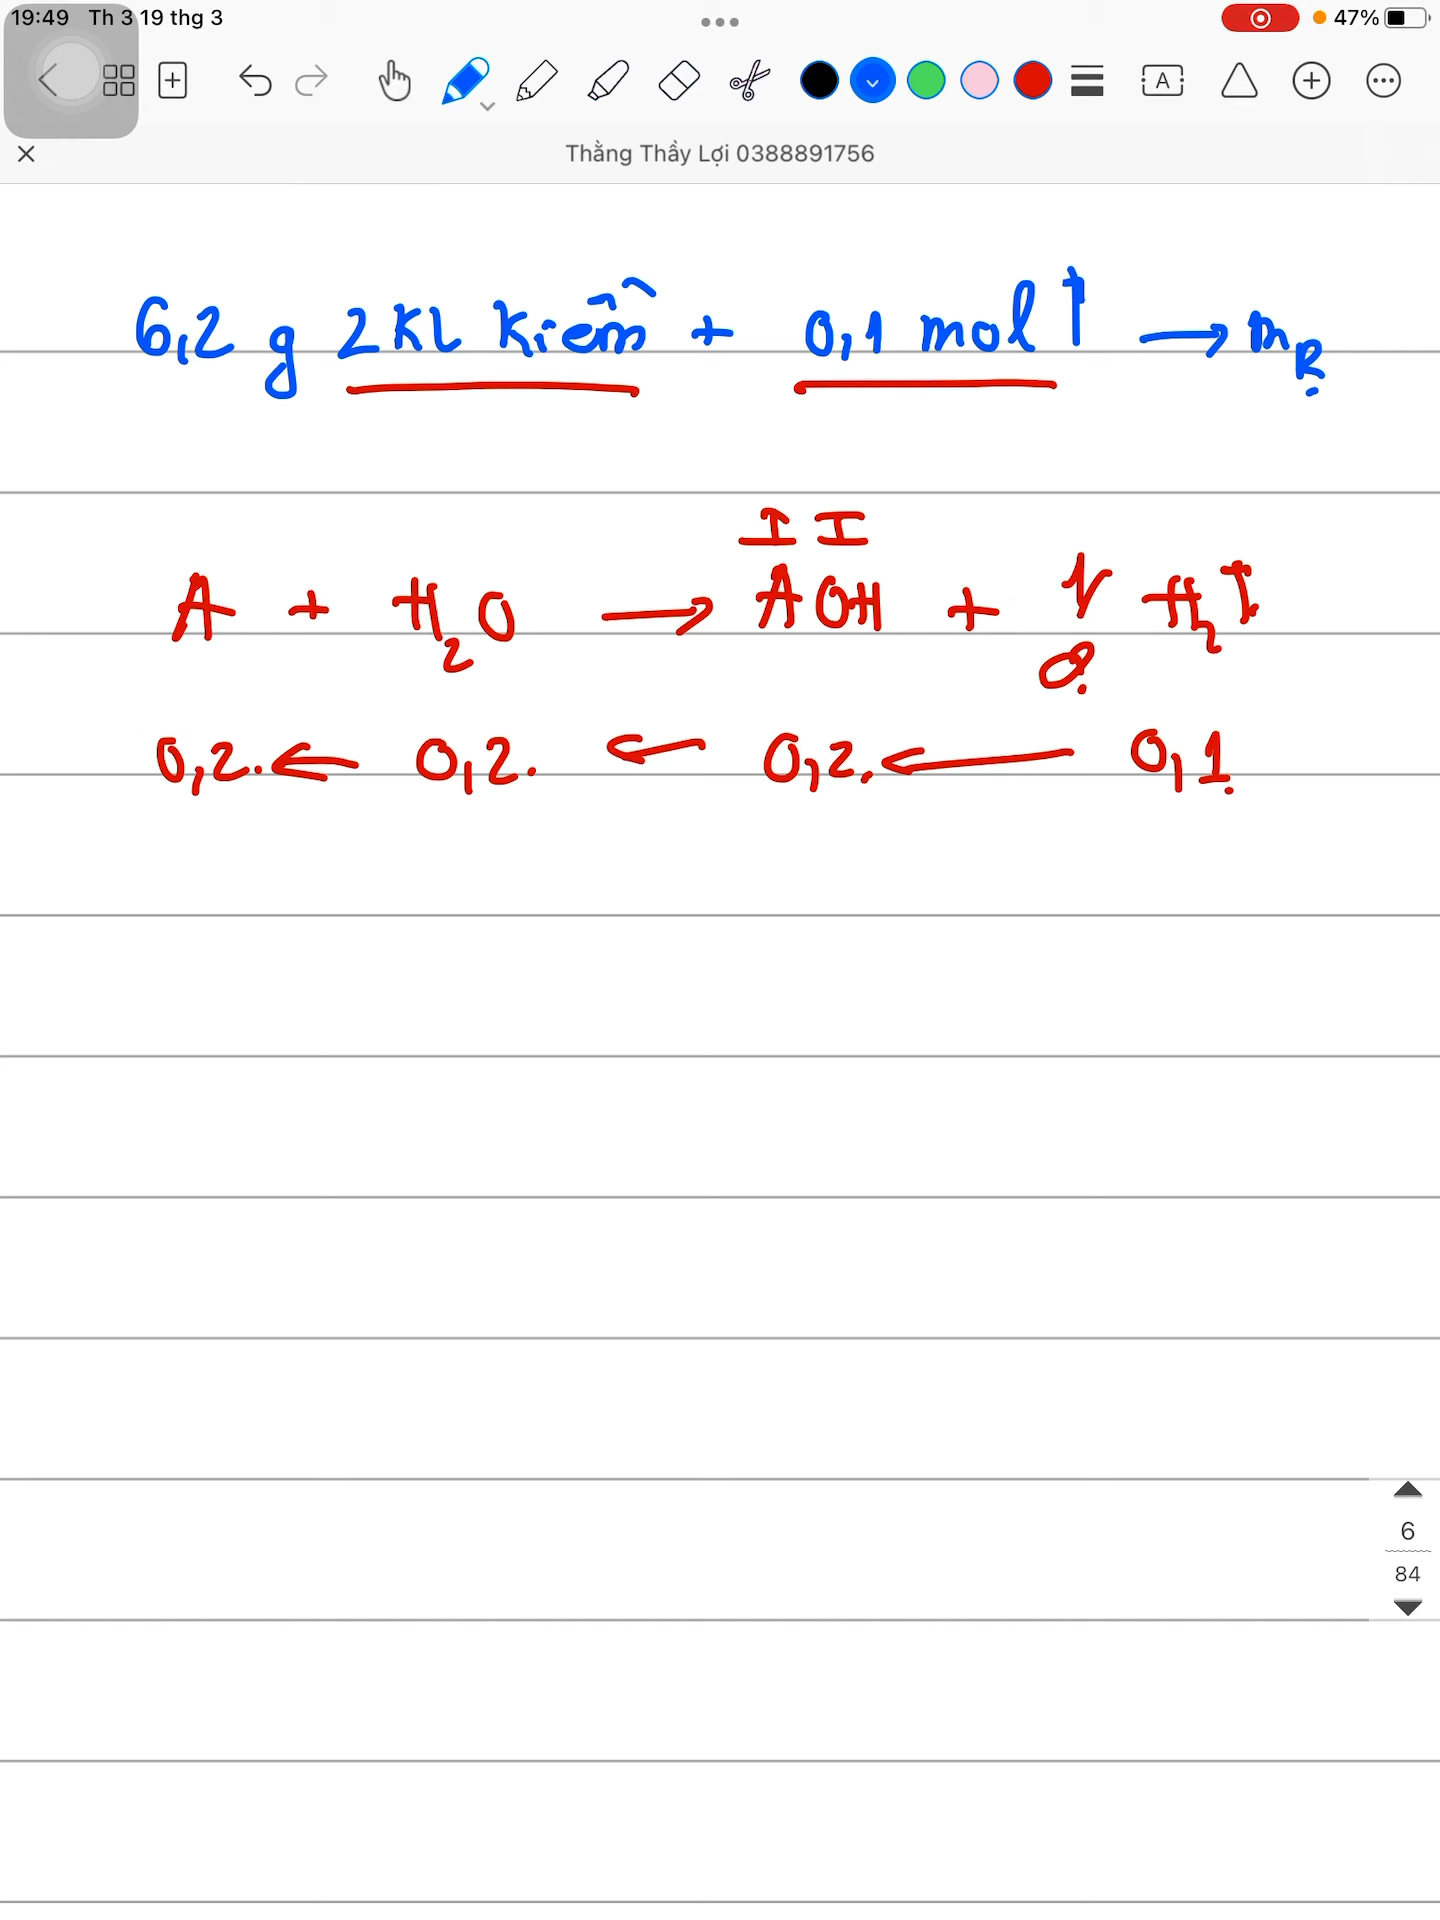 19:49 Th 3 19 thg 3
47%
A
Thằng Thầy Lợi 0388891756
6,2 g 2KL kiềm + 0,1 mol ↑ → m_R
I I
A + H₂O → AOH + 1/2 H₂↑
0,2. ← 0,2. ← 0,2. ← 0,1
6
84